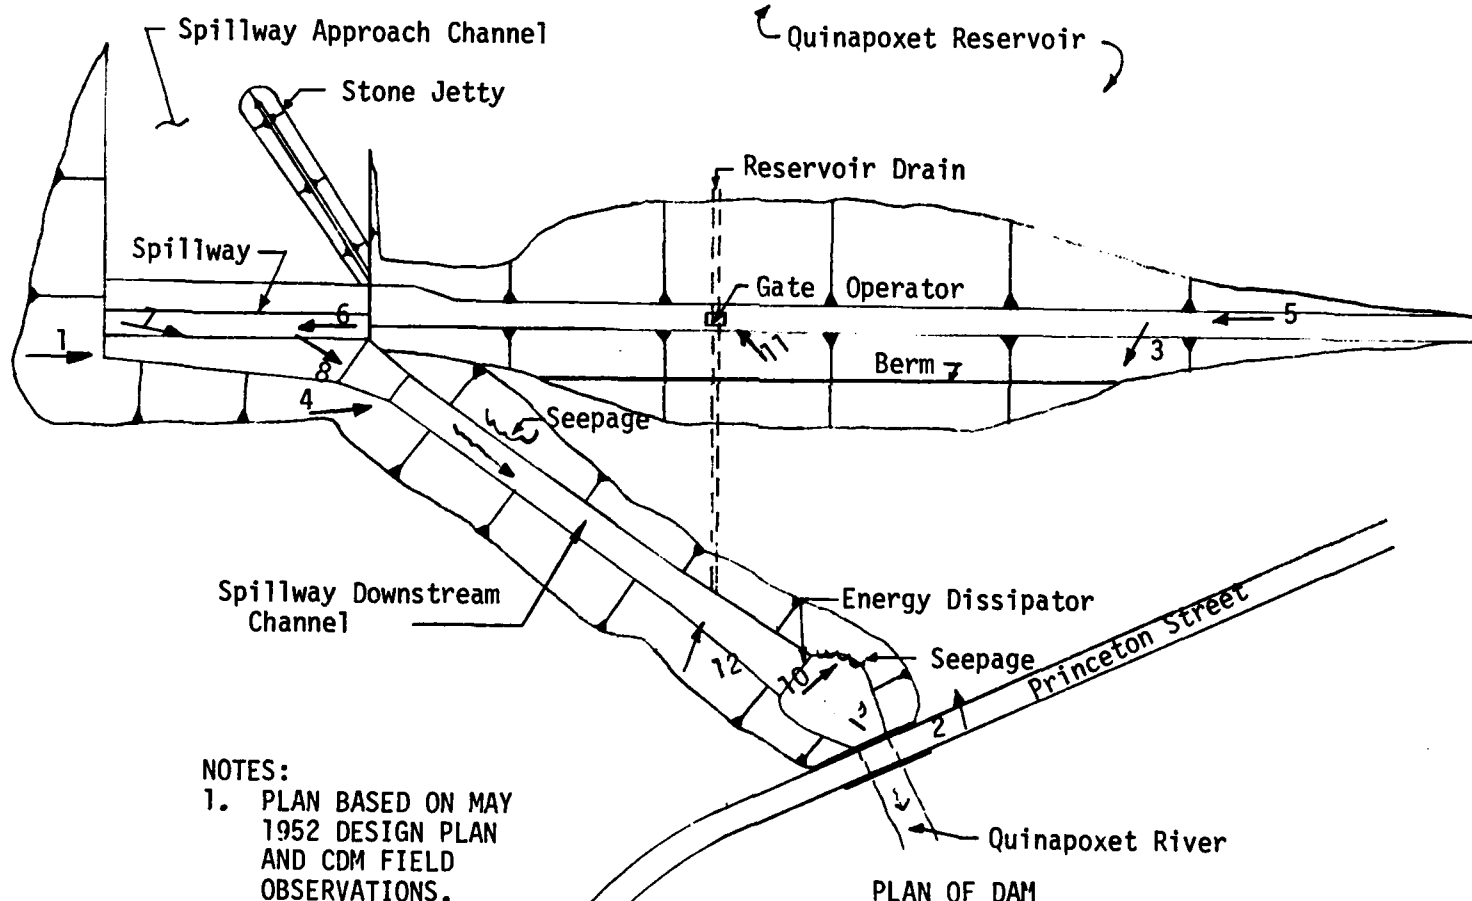 Spillway Approach Channel
Quinapoxet Reservoir
Stone Jetty
Reservoir Drain
Spillway
Gate Operator
7
6
5
1
11
3
8
Berm
4
Seepage
Spillway Downstream
Channel
Energy Dissipator
12
10
Seepage
Princeton Street
2
NOTES:
1. PLAN BASED ON MAY
1952 DESIGN PLAN
AND CDM FIELD
OBSERVATIONS.
Quinapoxet River
PLAN OF DAM